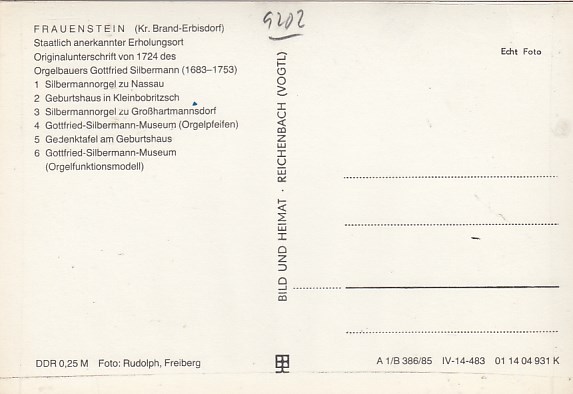 9202
FRAUENSTEIN (Kr. Brand-Erbisdorf)
Staatlich anerkannter Erholungsort
Originalunterschrift von 1724 des
Orgelbauers Gottfried Silbermann (1683–1753)
1 Silbermannorgel zu Nassau
2 Geburtshaus in Kleinbobritzsch
3 Silbermannorgel zu Großhartmannsdorf
4 Gottfried-Silbermann-Museum (Orgelpfeifen)
5 Gedenktafel am Geburtshaus
6 Gottfried-Silbermann-Museum
(Orgelfunktionsmodell)
BILD UND HEIMAT · REICHENBACH (VOGTL)
Echt Foto
DDR 0,25 M Foto: Rudolph, Freiberg
A 1/B 386/85 IV-14-483 01 14 04 931 K